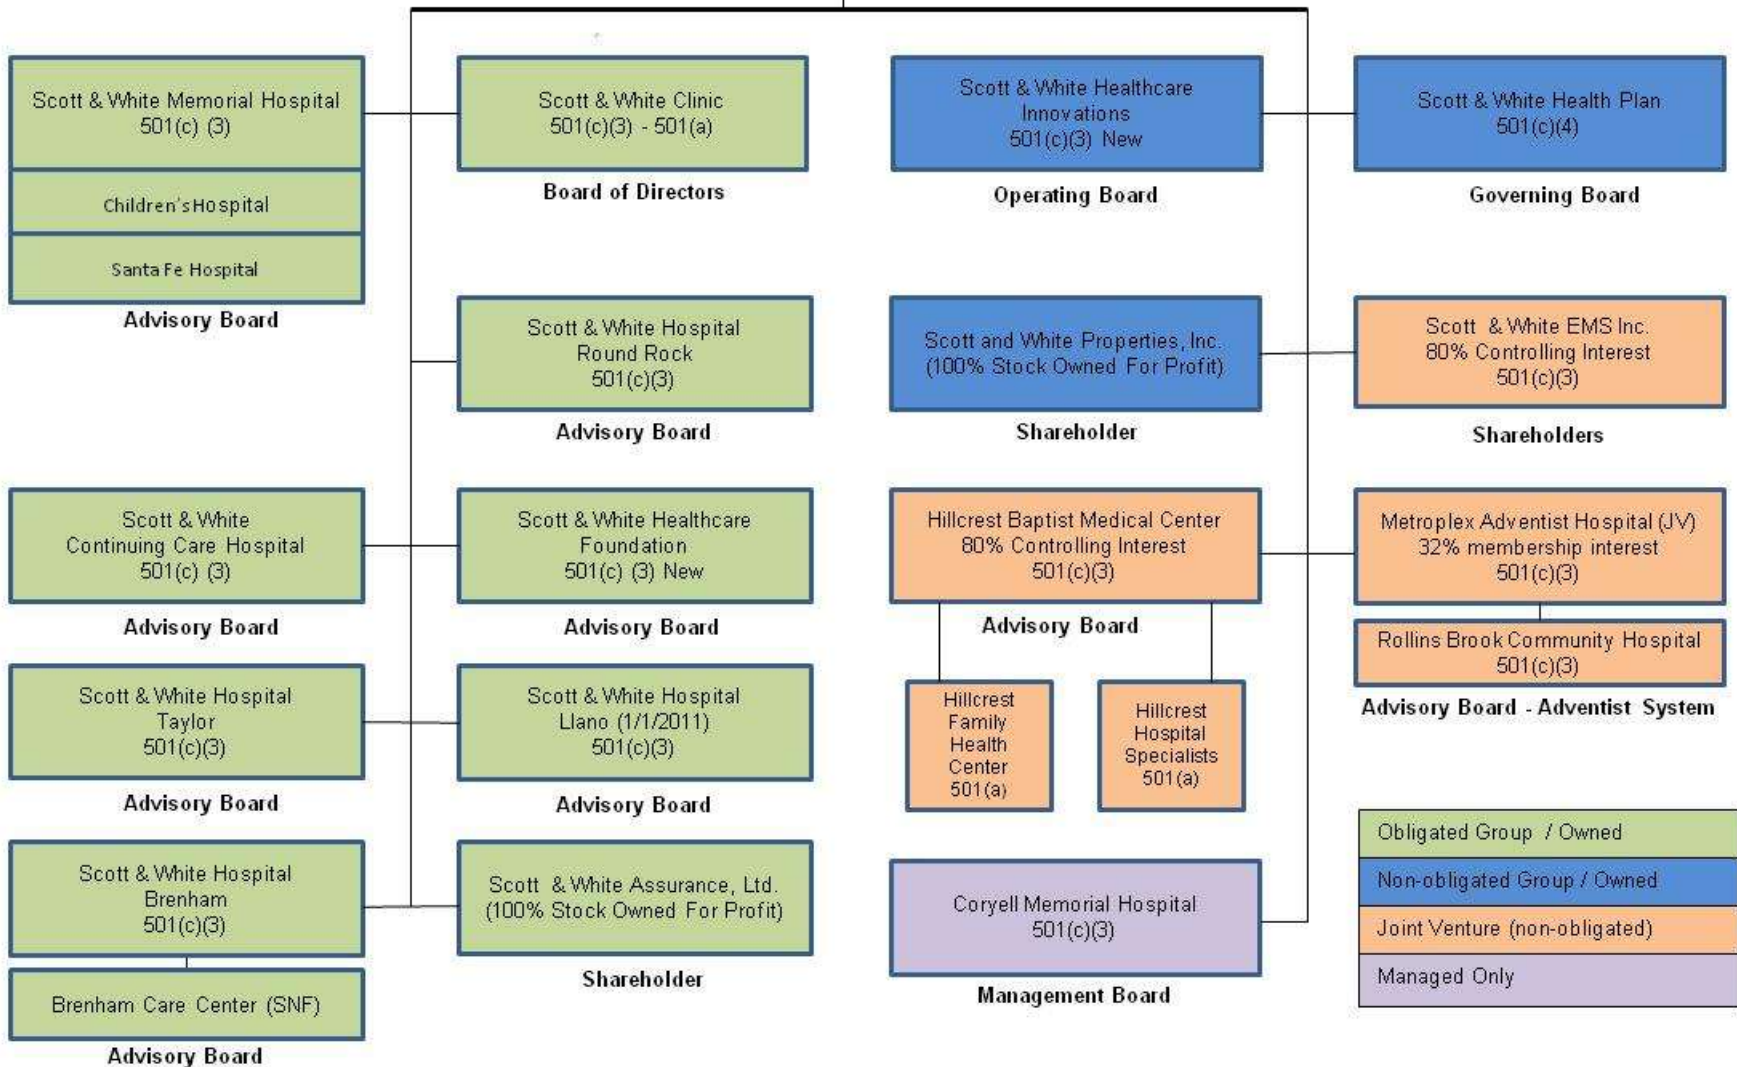 Scott & White Memorial Hospital
501(c) (3)
Children's Hospital
Santa Fe Hospital
Advisory Board
Scott & White Clinic
501(c)(3) - 501(a)
Board of Directors
Scott & White Healthcare
Innovations
501(c)(3) New
Operating Board
Scott & White Health Plan
501(c)(4)
Governing Board
Scott & White Hospital
Round Rock
501(c)(3)
Advisory Board
Scott and White Properties, Inc.
(100% Stock Owned For Profit)
Shareholder
Scott & White EMS Inc.
80% Controlling Interest
501(c)(3)
Shareholders
Scott & White
Continuing Care Hospital
501(c) (3)
Advisory Board
Scott & White Healthcare
Foundation
501(c) (3) New
Advisory Board
Hillcrest Baptist Medical Center
80% Controlling Interest
501(c)(3)
Advisory Board
Metroplex Adventist Hospital (JV)
32% membership interest
501(c)(3)
Rollins Brook Community Hospital
501(c)(3)
Advisory Board - Adventist System
Scott & White Hospital
Taylor
501(c)(3)
Advisory Board
Scott & White Hospital
Llano (1/1/2011)
501(c)(3)
Advisory Board
Hillcrest
Family
Health
Center
501(a)
Hillcrest
Hospital
Specialists
501(a)
Scott & White Hospital
Brenham
501(c)(3)
Brenham Care Center (SNF)
Advisory Board
Scott & White Assurance, Ltd.
(100% Stock Owned For Profit)
Shareholder
Coryell Memorial Hospital
501(c)(3)
Management Board
Obligated Group / Owned
Non-obligated Group / Owned
Joint Venture (non-obligated)
Managed Only